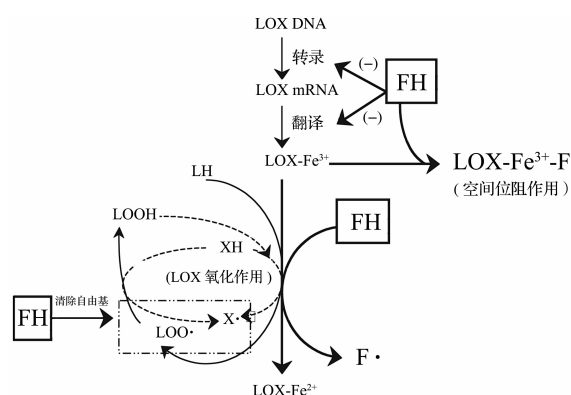 LOX DNA
转录
(−)
LOX mRNA
FH
翻译
(−)
LOX-Fe³⁺
LOX-Fe³⁺-F
(空间位阻作用)
LH
LOOH
FH
XH
(LOX 氧化作用)
FH
清除自由基
X•
LOO•
F•
LOX-Fe²⁺